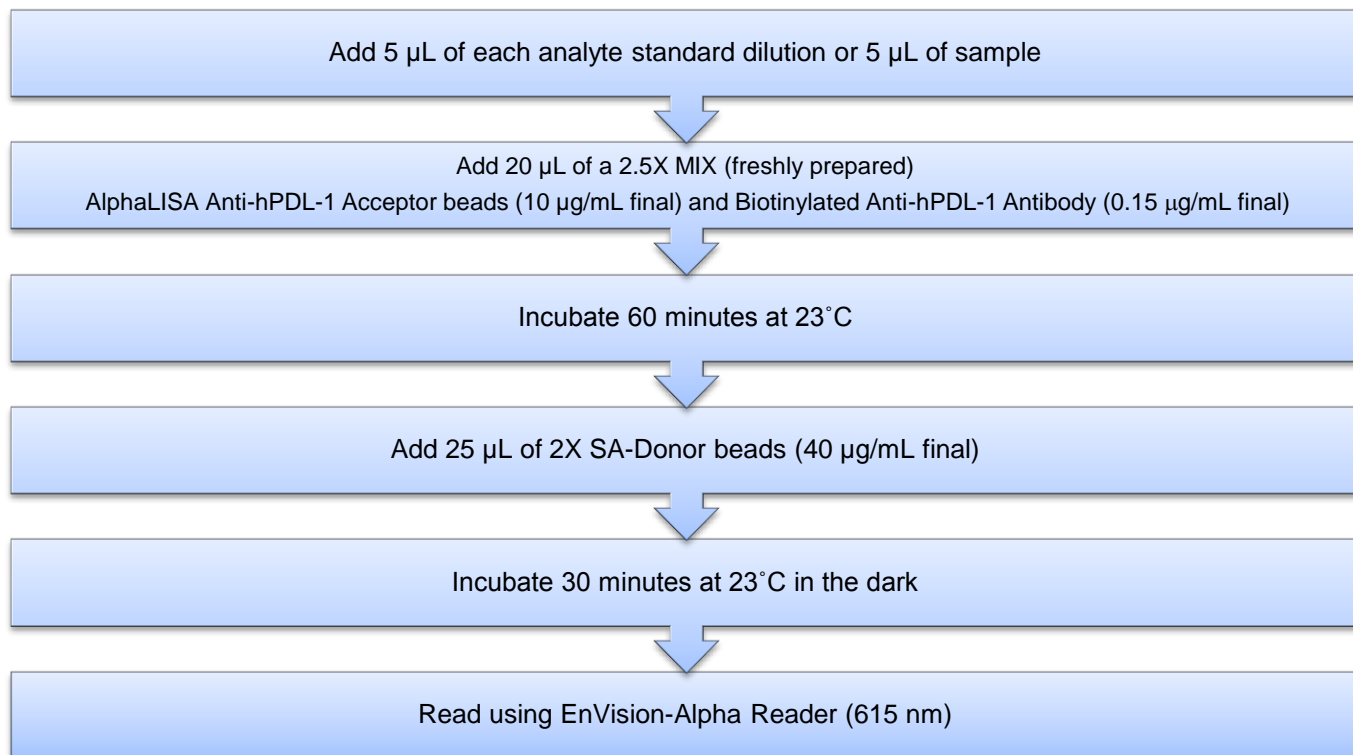 Add 5 µL of each analyte standard dilution or 5 µL of sample
Add 20 µL of a 2.5X MIX (freshly prepared)
AlphaLISA Anti-hPDL-1 Acceptor beads (10 µg/mL final) and Biotinylated Anti-hPDL-1 Antibody (0.15 µg/mL final)
Incubate 60 minutes at 23˚C
Add 25 µL of 2X SA-Donor beads (40 µg/mL final)
Incubate 30 minutes at 23˚C in the dark
Read using EnVision-Alpha Reader (615 nm)